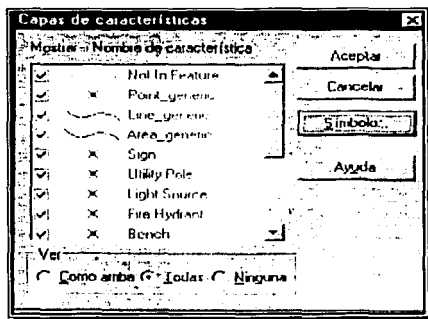 Capas de características
Mostrar Nombre de característica
Not In Feature
Point_generic
Line_generic
Area_generic
Sign
Utility Pole
Light Source
Fire Hydrant
Bench
Aceptar
Cancelar
Símbolo...
Ayuda
Ver
Como arriba Todas Ninguna